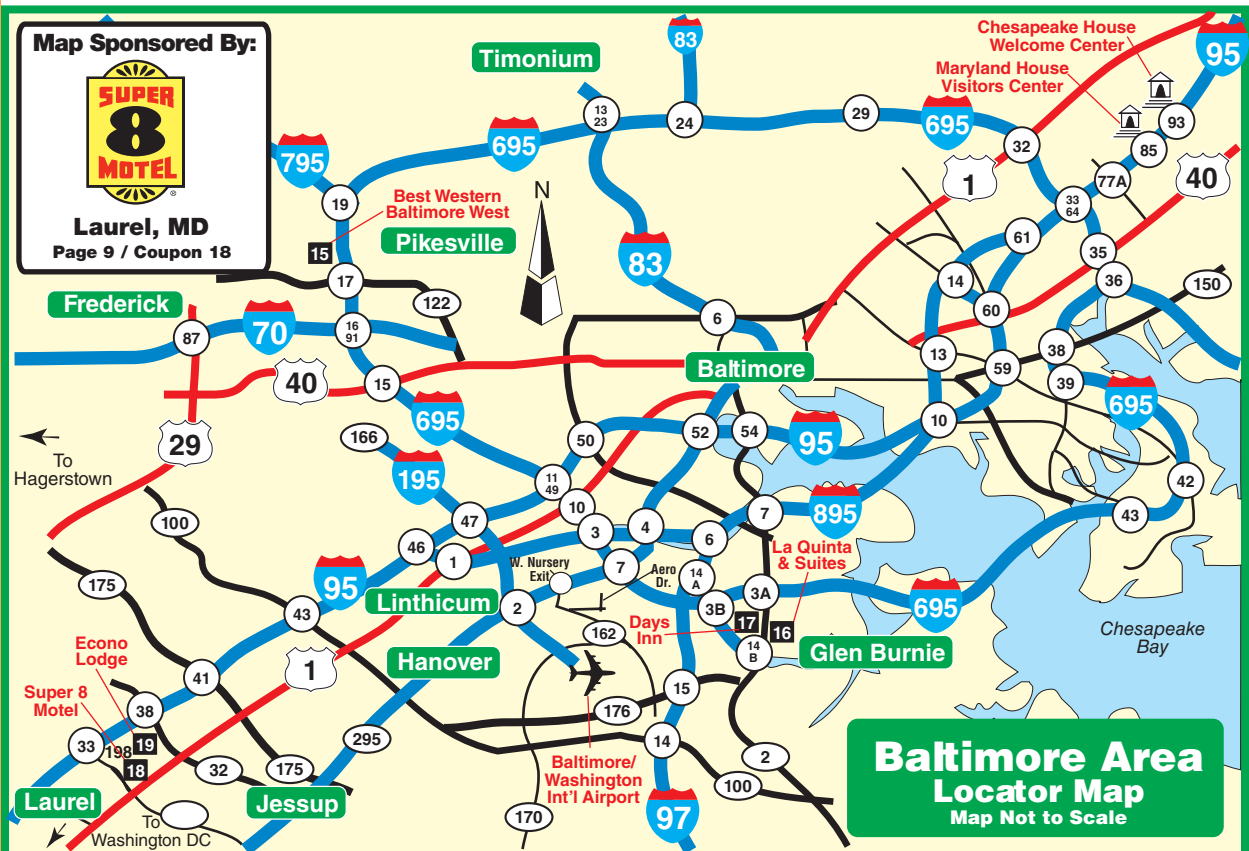 Map Sponsored By:
SUPER
8
MOTEL
®
Laurel, MD
Page 9 / Coupon 18
Timonium
83
Chesapeake House
Welcome Center
Maryland House
Visitors Center
95
795
695
13
23
24
29
695
32
93
85
77A
40
1
19
Best Western
Baltimore West
15
Pikesville
N
33
64
61
35
83
17
122
14
36
150
Frederick
87
70
16
91
6
60
40
15
Baltimore
13
59
38
39
695
29
695
166
50
52
54
95
10
To
Hagerstown
195
11
49
10
42
100
47
3
4
7
895
43
46
1
6
La Quinta
& Suites
W. Nursery
Exit
7
Aero
Dr.
14
A
175
95
Linthicum
2
3B
3A
695
43
162
Days
Inn
17
16
Chesapeake
Bay
Econo
Lodge
1
Hanover
14
B
Glen Burnie
41
Super 8
Motel
38
15
176
33
198
19
18
295
14
2
32
175
Baltimore/
Washington
Int'l Airport
100
Baltimore Area
Locator Map
Map Not to Scale
Laurel
Jessup
To
Washington DC
170
97